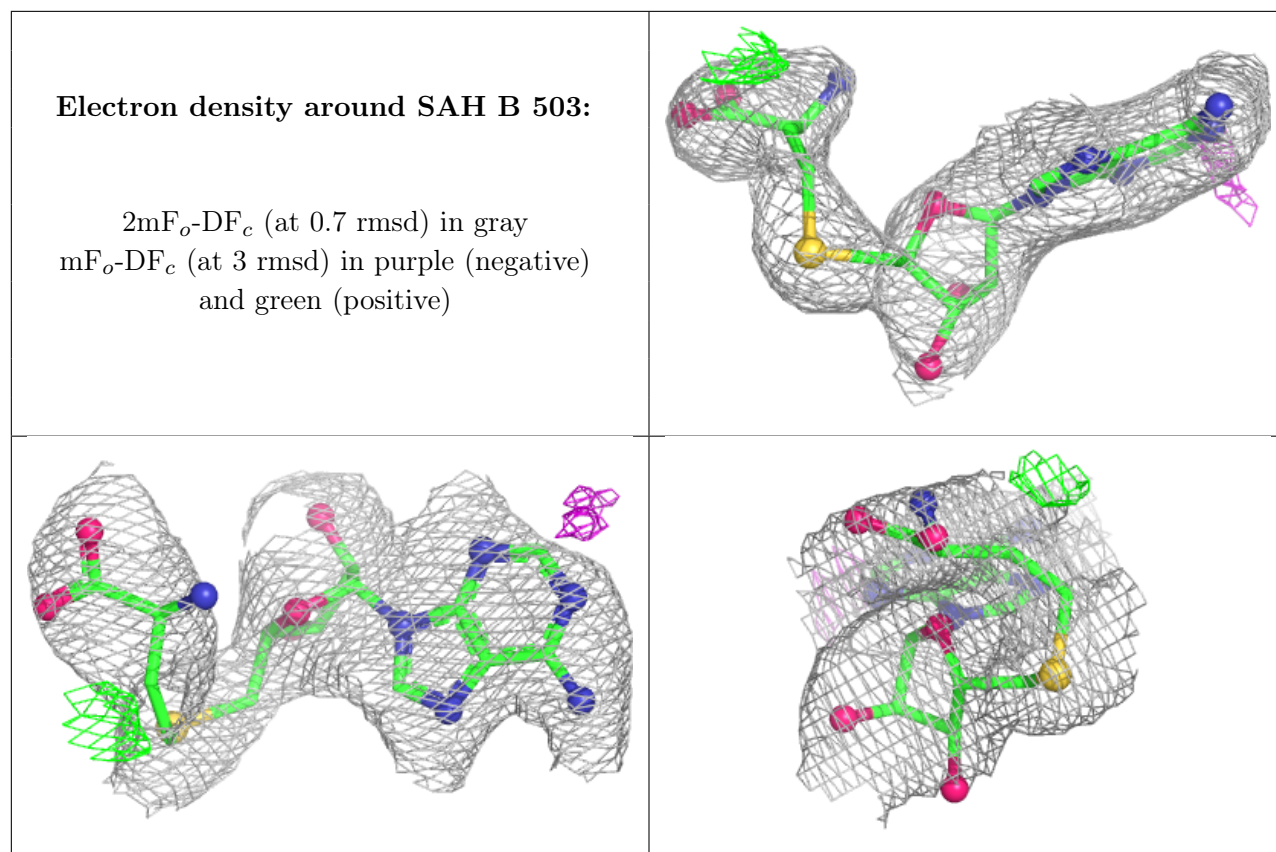 Electron density around SAH B 503:
2mFo-DFc (at 0.7 rmsd) in gray
mFo-DFc (at 3 rmsd) in purple (negative)
and green (positive)